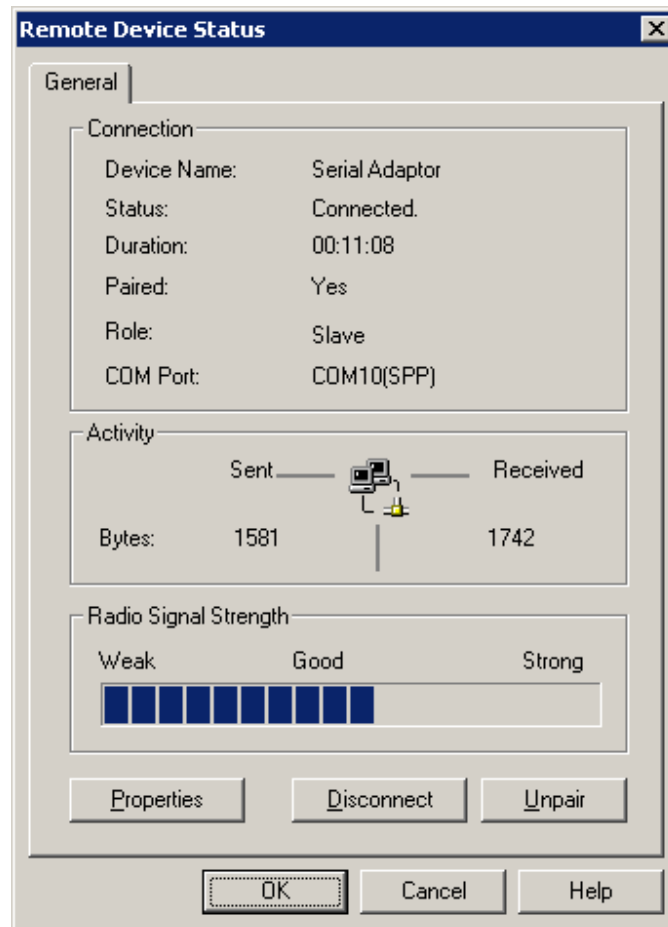 Remote Device Status
General
Connection
Device Name: Serial Adaptor
Status: Connected.
Duration: 00:11:08
Paired: Yes
Role: Slave
COM Port: COM10(SPP)
Activity
Sent Received
Bytes: 1581 1742
Radio Signal Strength
Weak Good Strong
Properties Disconnect Unpair
OK Cancel Help